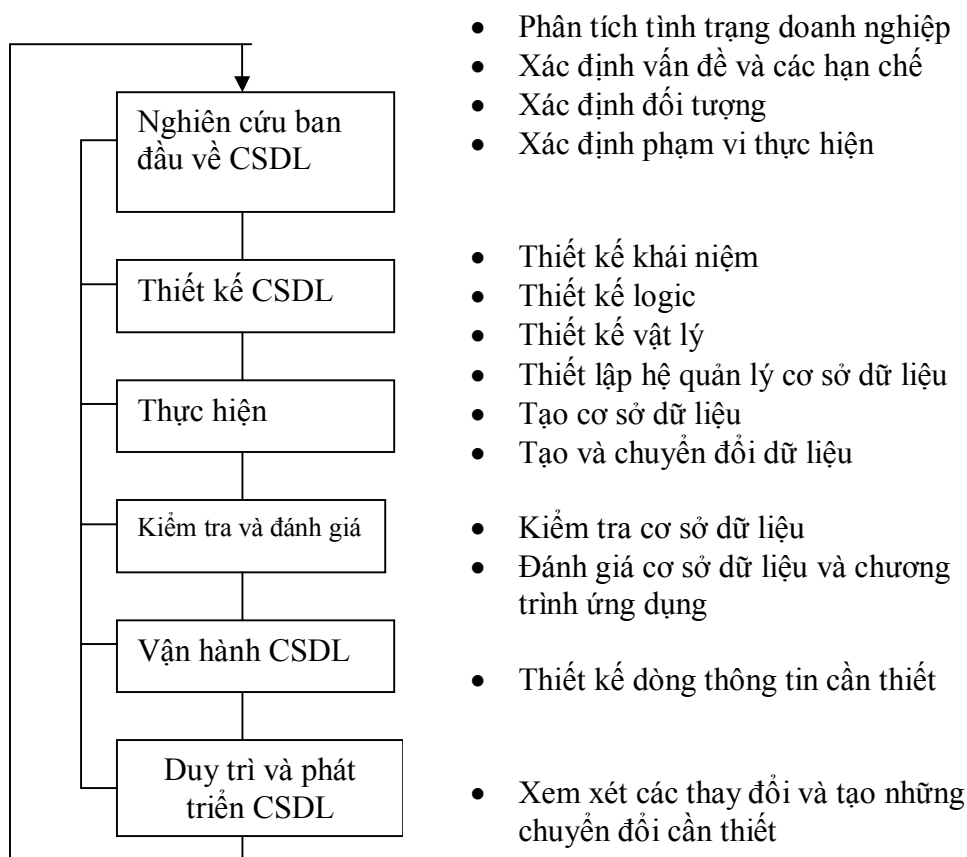 • Phân tích tình trạng doanh nghiệp
• Xác định vấn đề và các hạn chế
• Xác định đối tượng
• Xác định phạm vi thực hiện
Nghiên cứu ban
đầu về CSDL
• Thiết kế khái niệm
• Thiết kế logic
• Thiết kế vật lý
Thiết kế CSDL
• Thiết lập hệ quản lý cơ sở dữ liệu
• Tạo cơ sở dữ liệu
• Tạo và chuyển đổi dữ liệu
Thực hiện
• Kiểm tra cơ sở dữ liệu
• Đánh giá cơ sở dữ liệu và chương
trình ứng dụng
Kiểm tra và đánh giá
Vận hành CSDL
• Thiết kế dòng thông tin cần thiết
Duy trì và phát
triển CSDL
• Xem xét các thay đổi và tạo những
chuyển đổi cần thiết